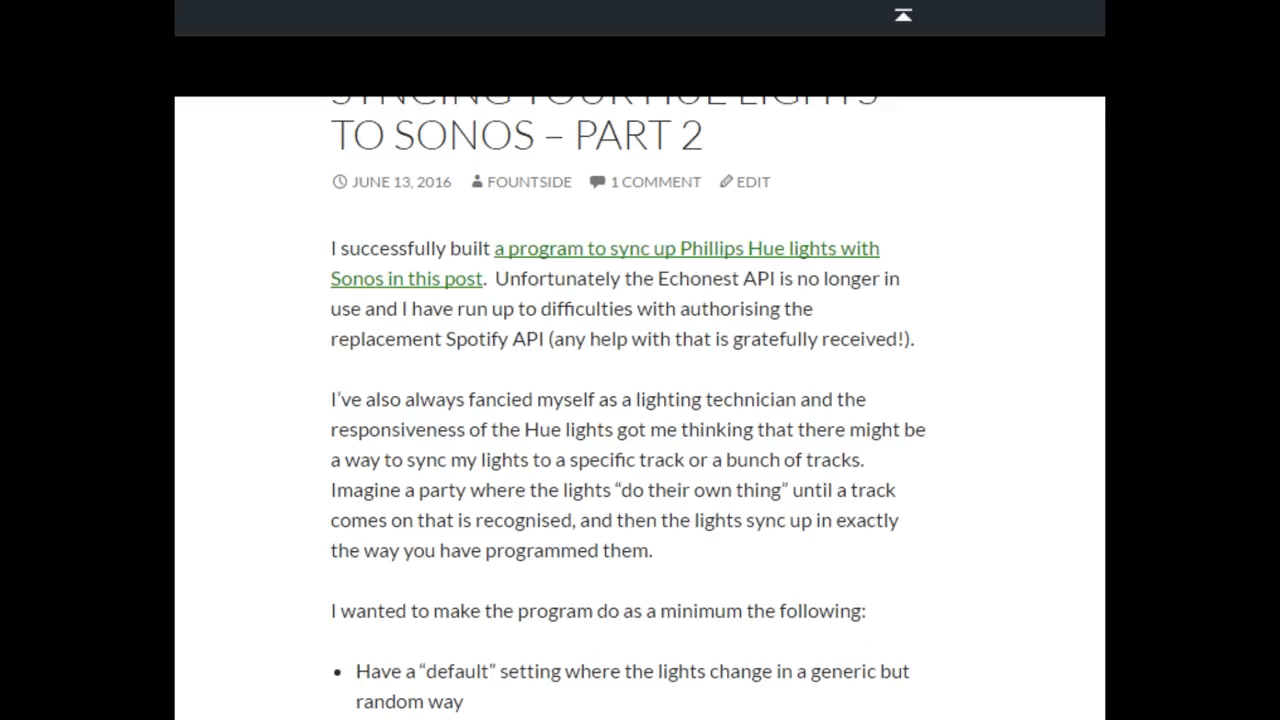 SYNCING YOUR HUE LIGHTS
TO SONOS – PART 2
JUNE 13, 2016 FOUNTSIDE 1 COMMENT EDIT
I successfully built a program to sync up Phillips Hue lights with
Sonos in this post.  Unfortunately the Echonest API is no longer in
use and I have run up to difficulties with authorising the
replacement Spotify API (any help with that is gratefully received!).
I’ve also always fancied myself as a lighting technician and the
responsiveness of the Hue lights got me thinking that there might be
a way to sync my lights to a specific track or a bunch of tracks.
Imagine a party where the lights “do their own thing” until a track
comes on that is recognised, and then the lights sync up in exactly
the way you have programmed them.
I wanted to make the program do as a minimum the following:
• Have a “default” setting where the lights change in a generic but
random way